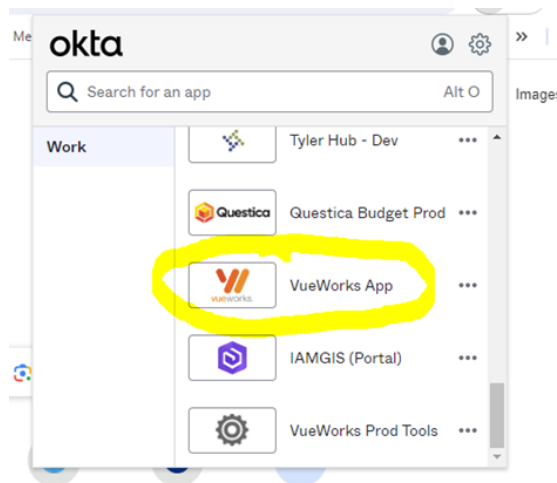 Me
okta
»
Search for an app
Alt O
Images
Work
Tyler Hub - Dev
Questica
Questica Budget Prod
vueworks.
VueWorks App
IAMGIS (Portal)
VueWorks Prod Tools